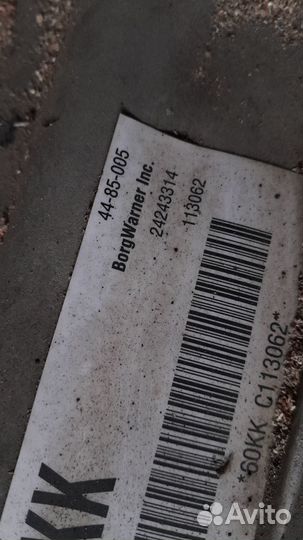 44-85-005
BorgWarner Inc.
24243314
113062
*60KK C113062*
KK
Avito